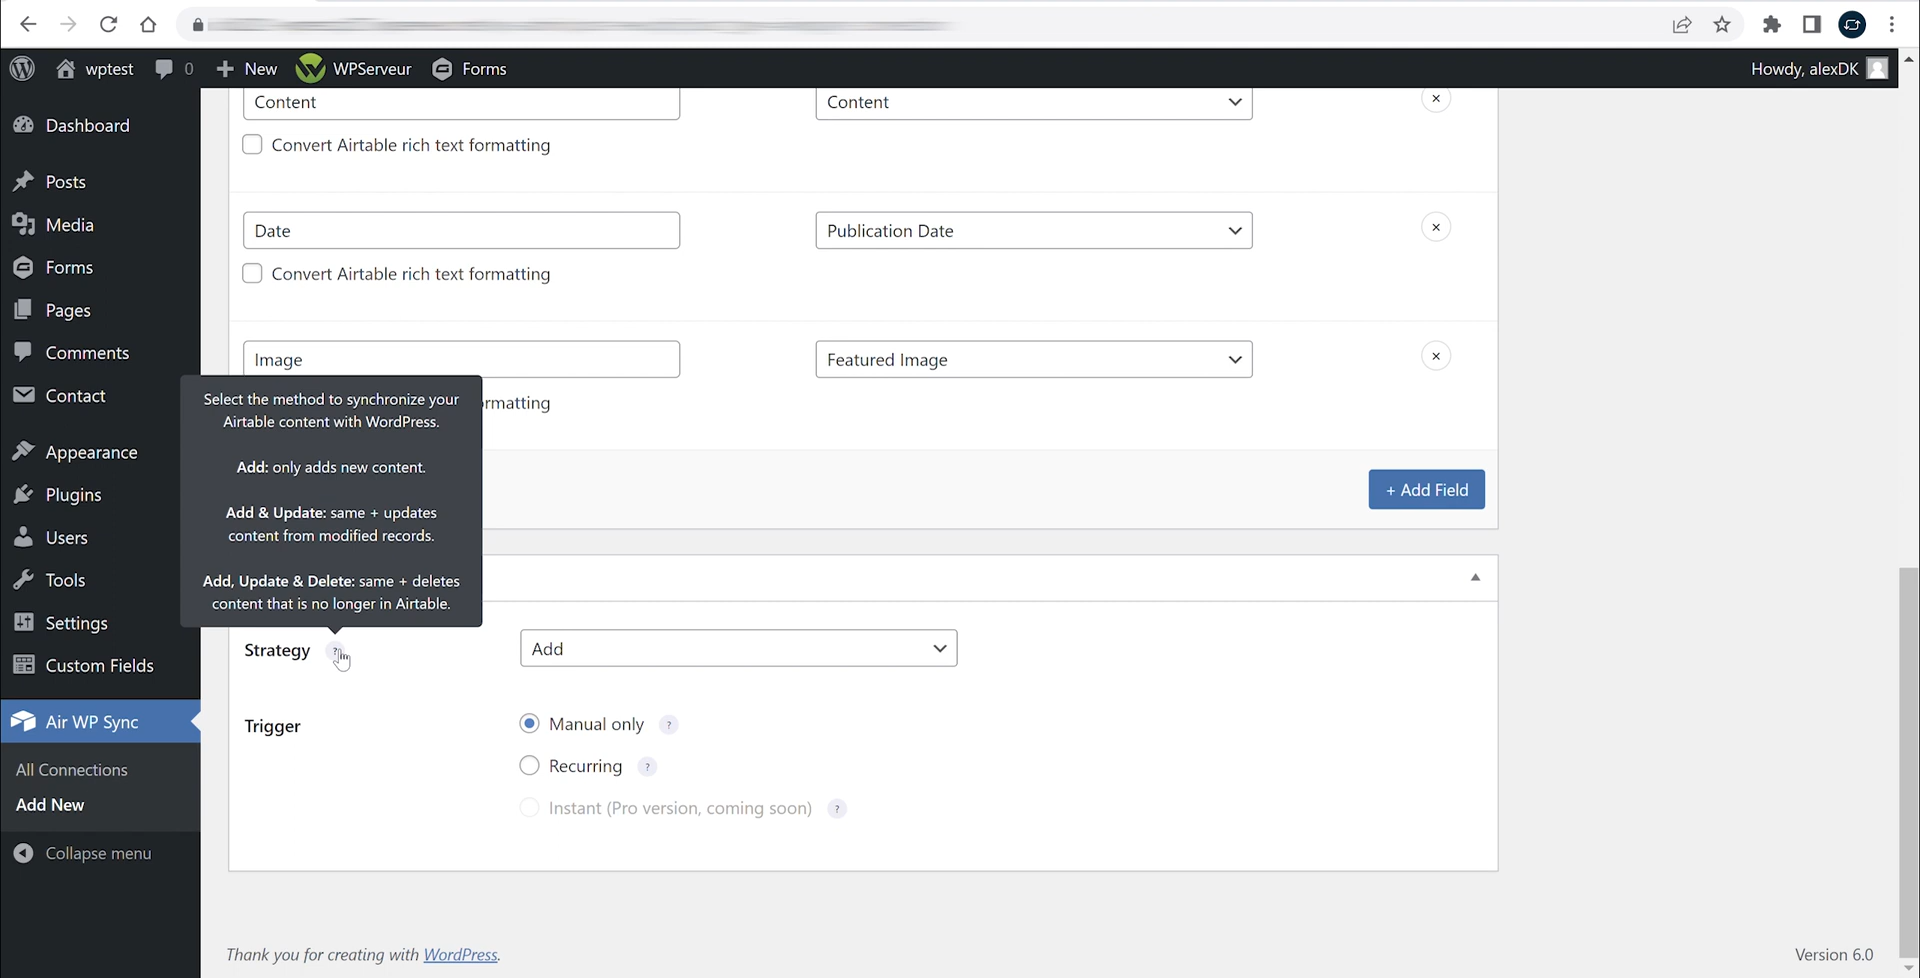 wptest 0 + New WPServeur Forms Howdy, alexDK
Dashboard
Posts
Media
Forms
Pages
Comments
Contact
Appearance
Plugins
Users
Tools
Settings
Custom Fields
Air WP Sync
All Connections
Add New
Collapse menu
Content Content ×
Convert Airtable rich text formatting
Date Publication Date ×
Convert Airtable rich text formatting
Image Featured Image ×
rmatting
Select the method to synchronize your
Airtable content with WordPress.
Add: only adds new content.
Add & Update: same + updates
content from modified records.
Add, Update & Delete: same + deletes
content that is no longer in Airtable.
+ Add Field
Strategy ? Add
Trigger Manual only ?
Recurring ?
Instant (Pro version, coming soon) ?
Thank you for creating with WordPress. Version 6.0